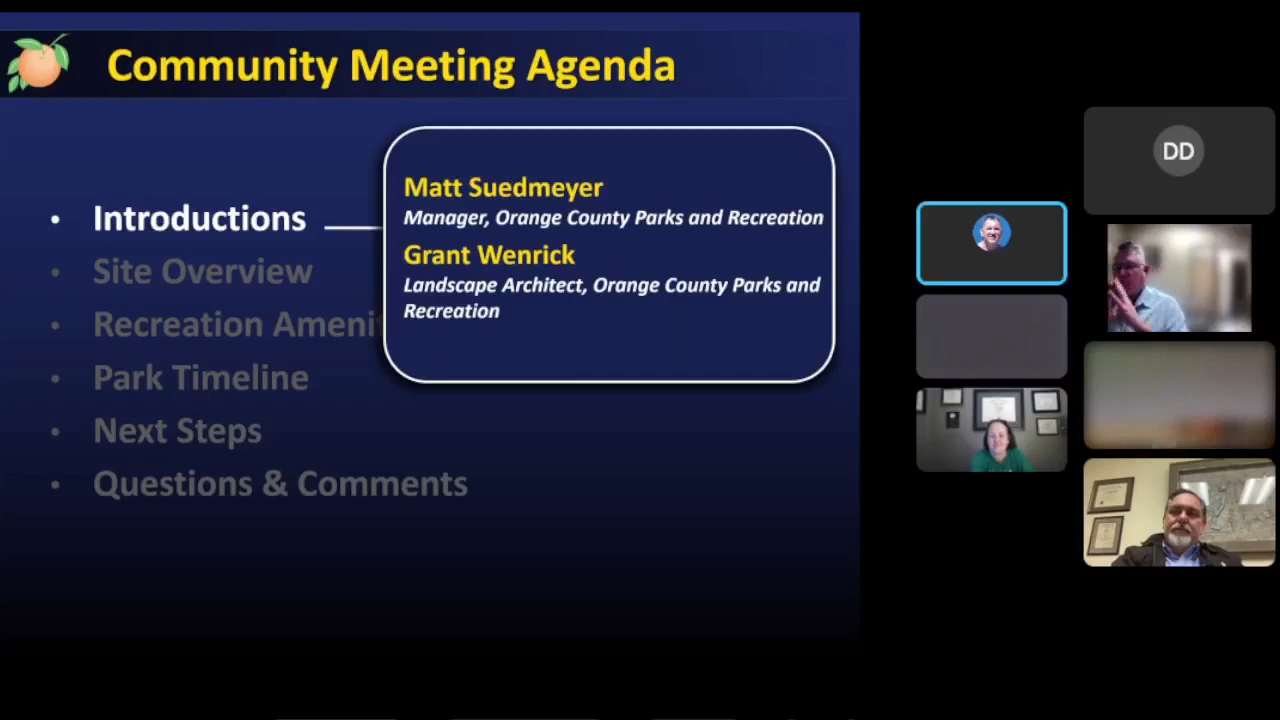 Community Meeting Agenda
Matt Suedmeyer
Manager, Orange County Parks and Recreation
Grant Wenrick
Landscape Architect, Orange County Parks and
Recreation
• Introductions
• Site Overview
• Recreation
• Park Timeline
• Next Steps
• Questions & Comments
DD